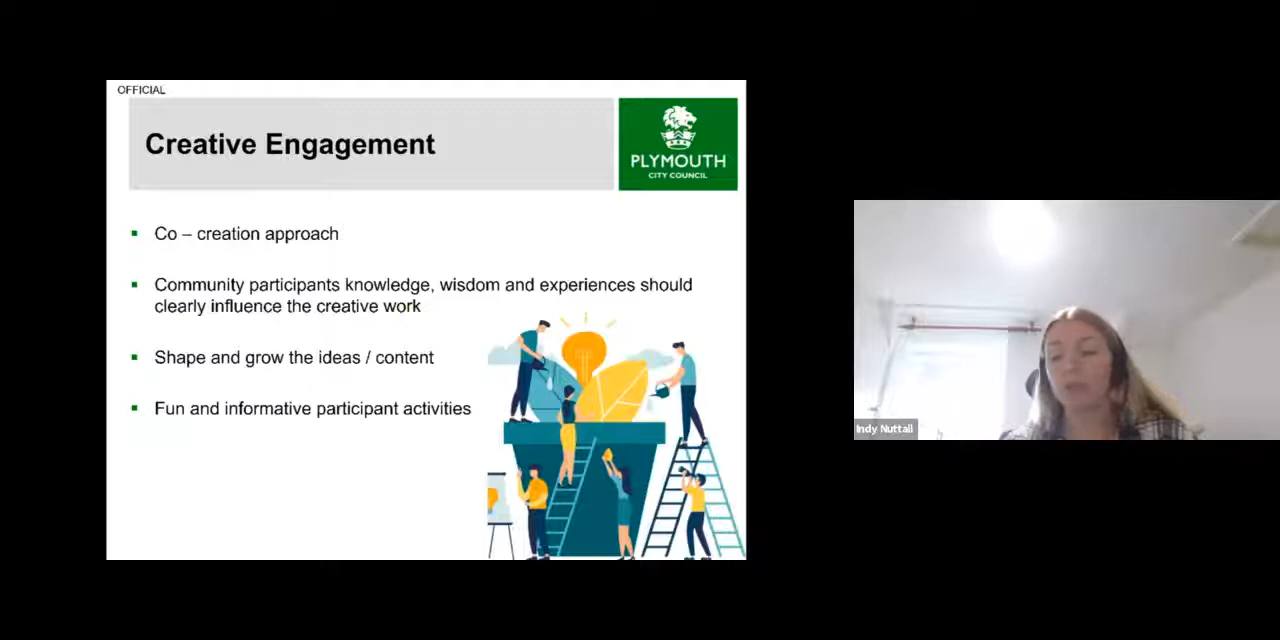 OFFICIAL
Creative Engagement
PLYMOUTH
CITY COUNCIL
Co – creation approach
Community participants knowledge, wisdom and experiences should
clearly influence the creative work
Shape and grow the ideas / content
Fun and informative participant activities
Indy Nuttall